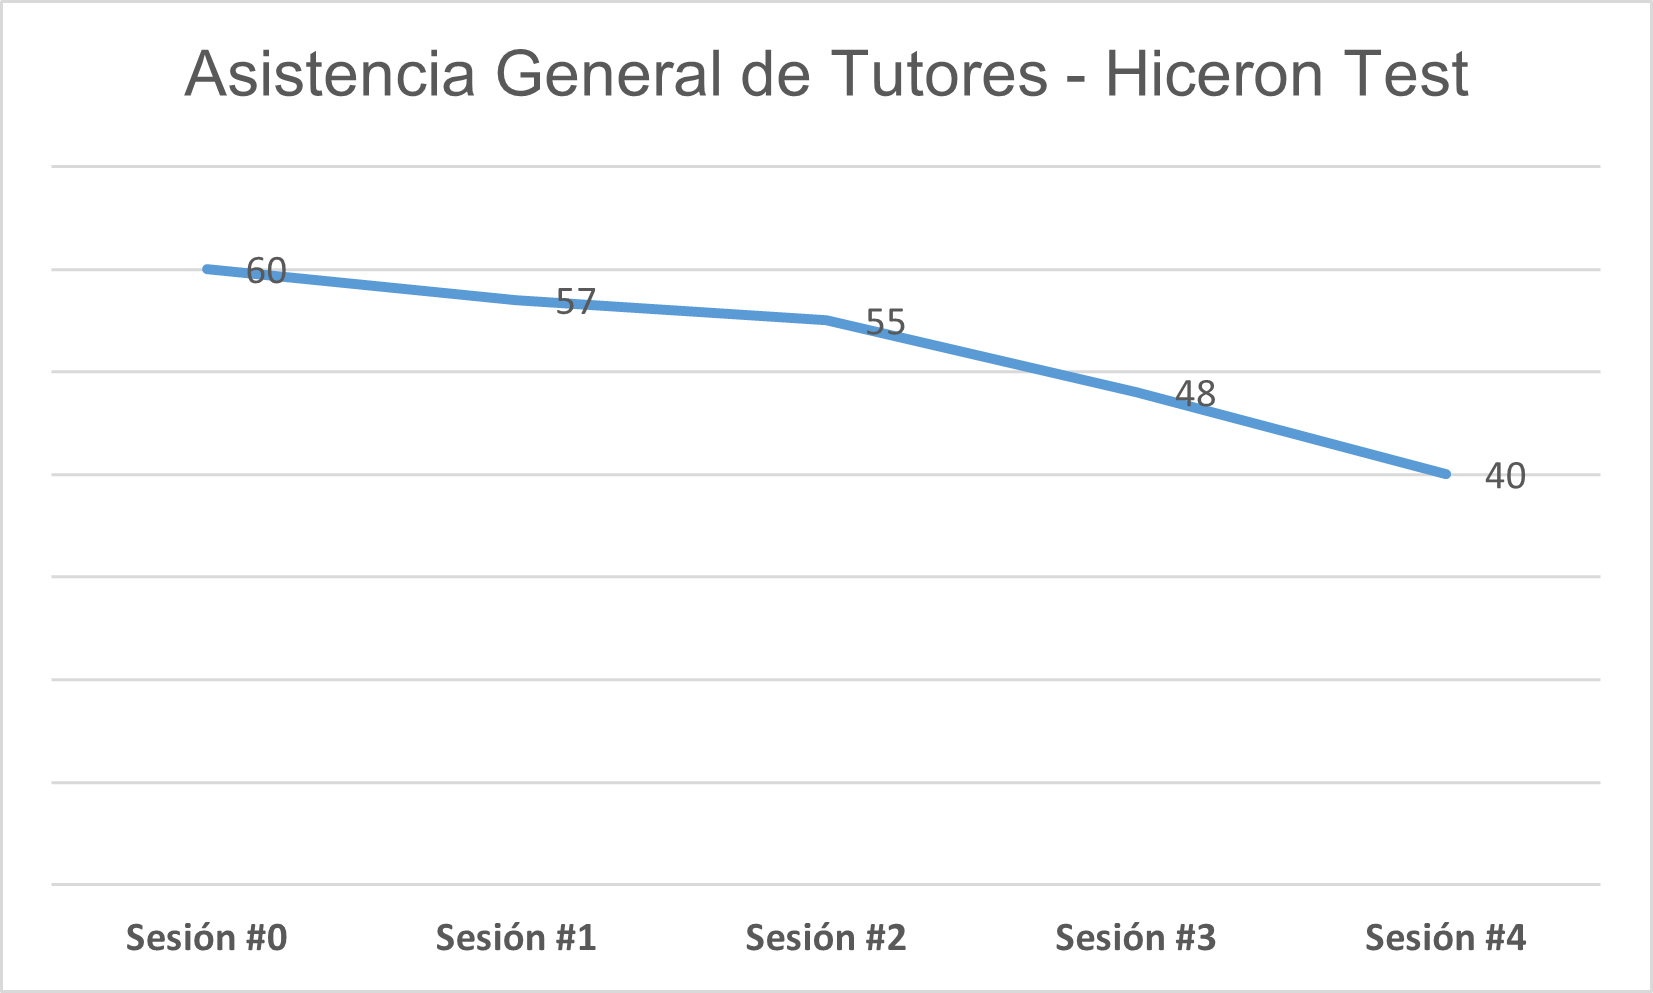 Asistencia General de Tutores - Hiceron Test
60
57
55
48
40
Sesión #0 Sesión #1 Sesión #2 Sesión #3 Sesión #4